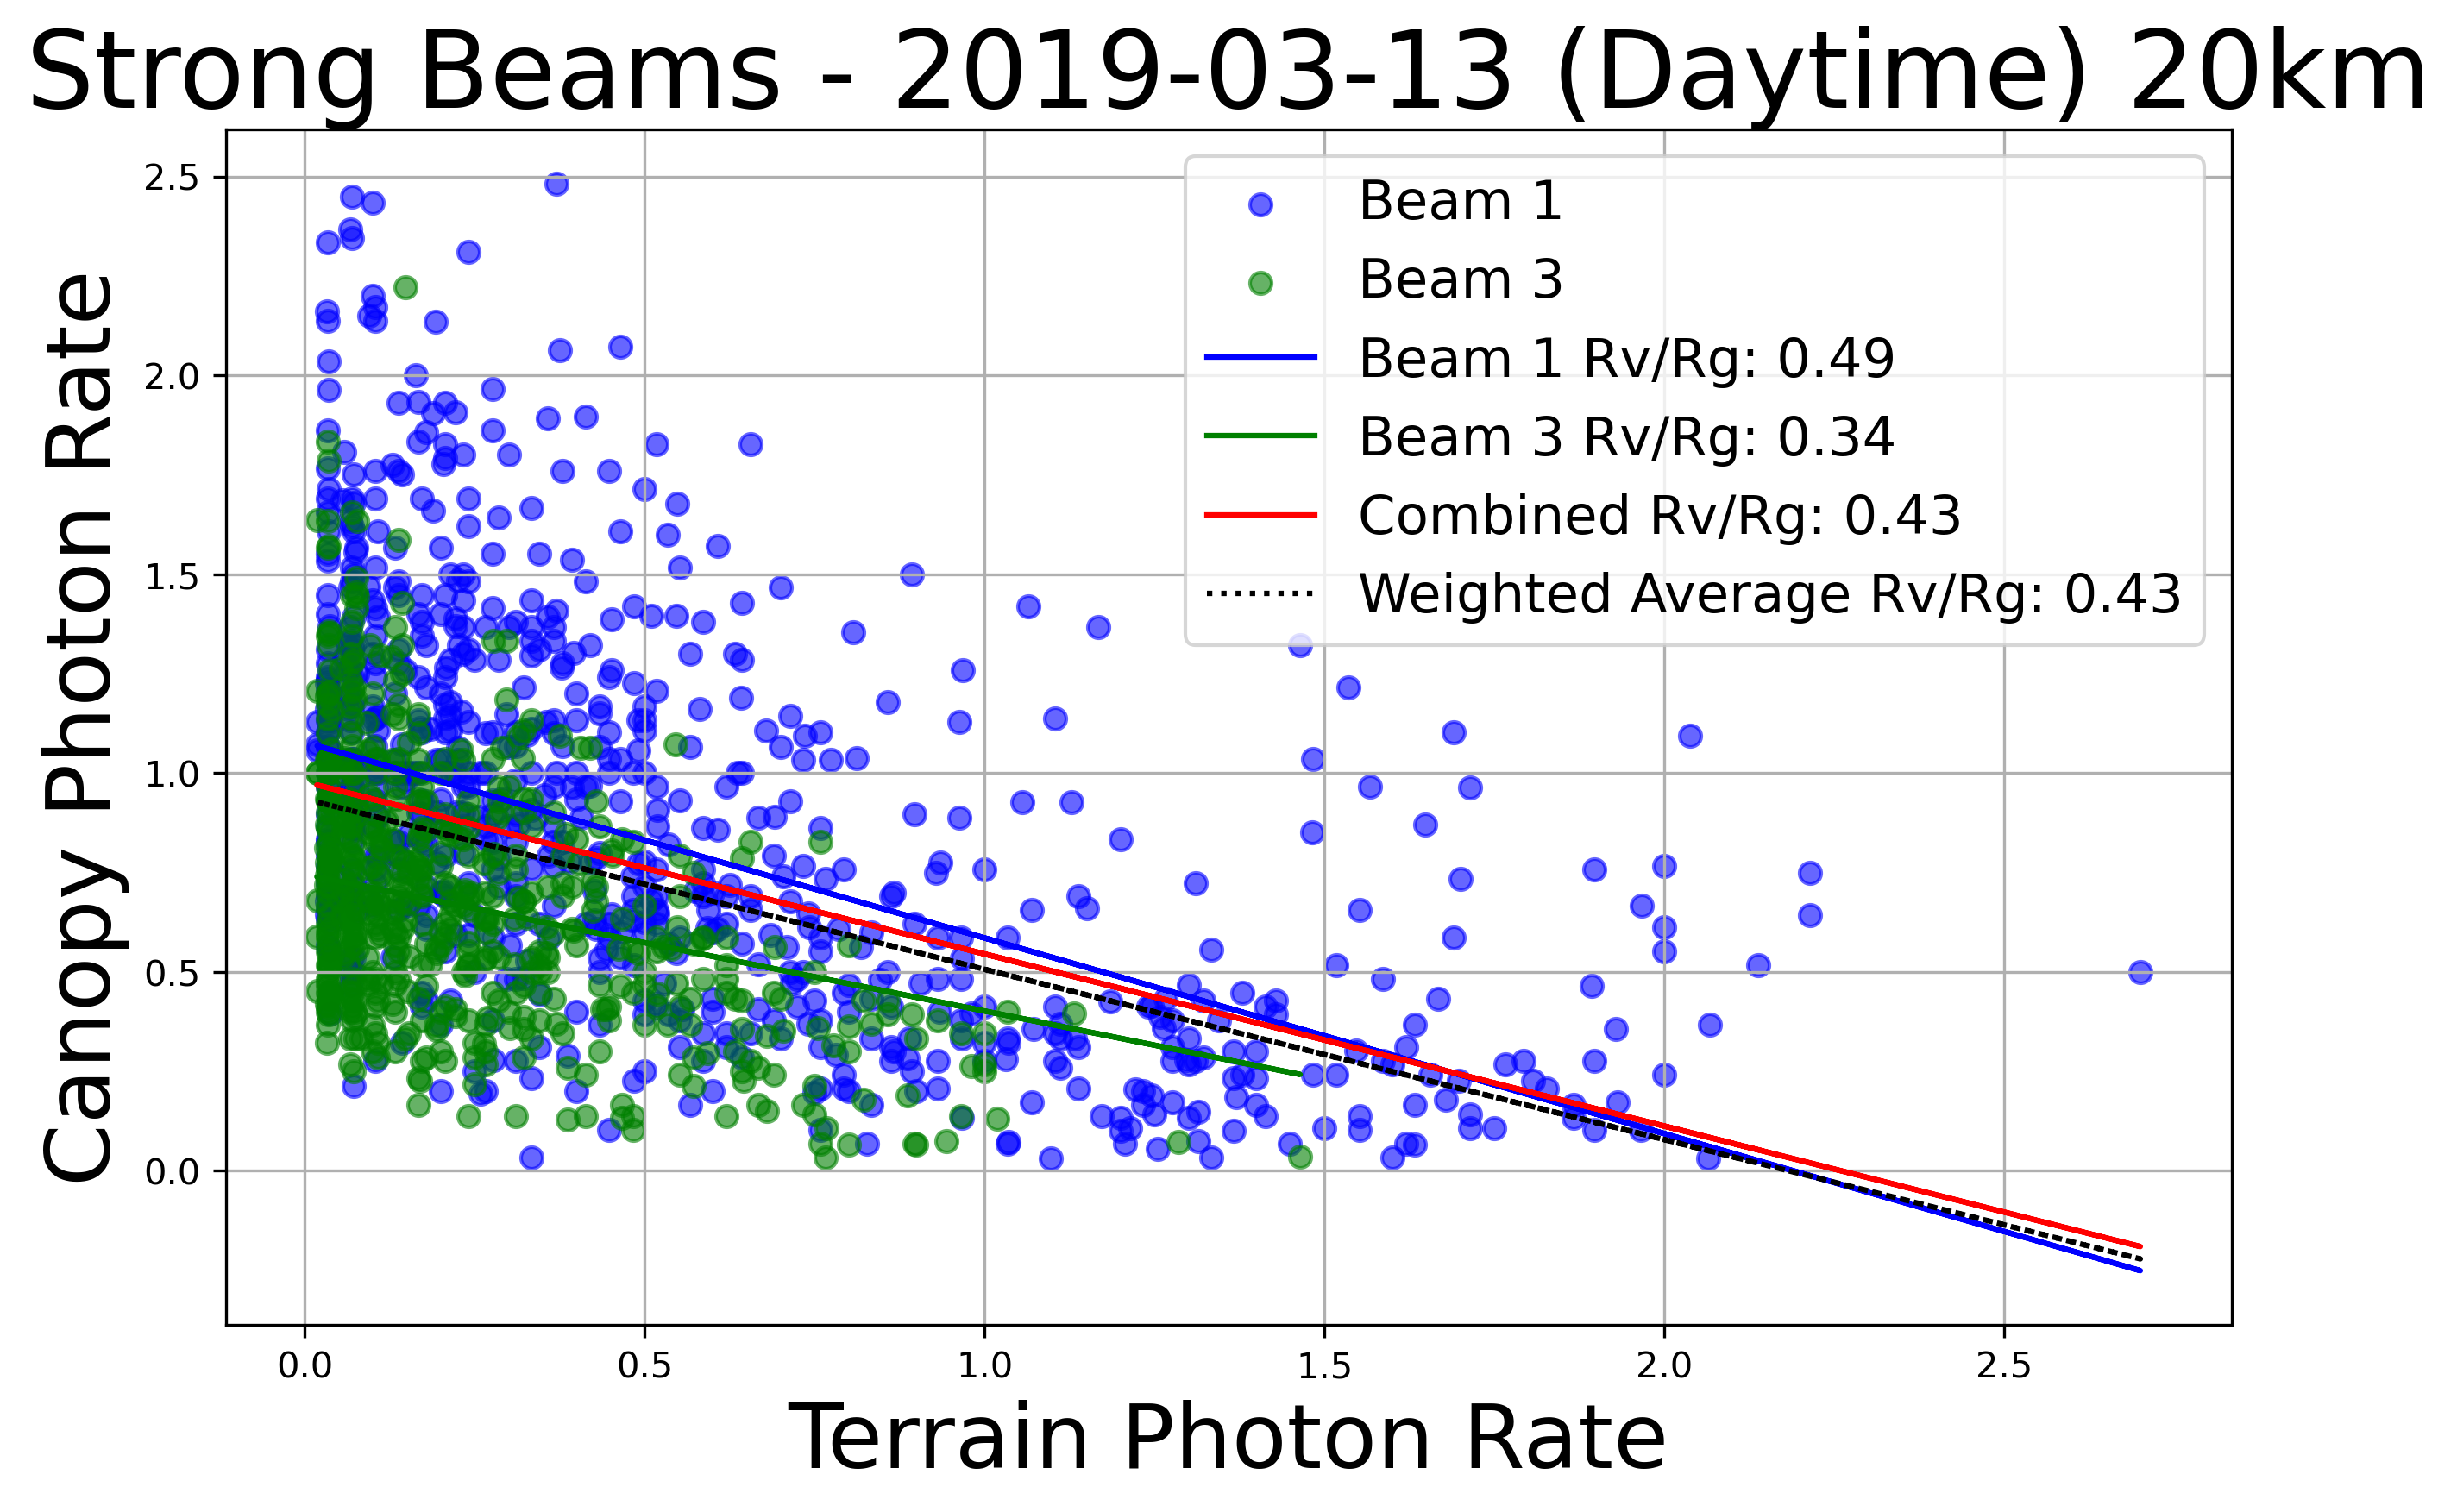 Strong Beams - 2019-03-13 (Daytime) 20km
Canopy Photon Rate
2.5
2.0
1.5
1.0
0.5
0.0
Beam 1
Beam 3
Beam 1 Rv/Rg: 0.49
Beam 3 Rv/Rg: 0.34
Combined Rv/Rg: 0.43
Weighted Average Rv/Rg: 0.43
0.0 0.5 1.0 1.5 2.0 2.5
Terrain Photon Rate